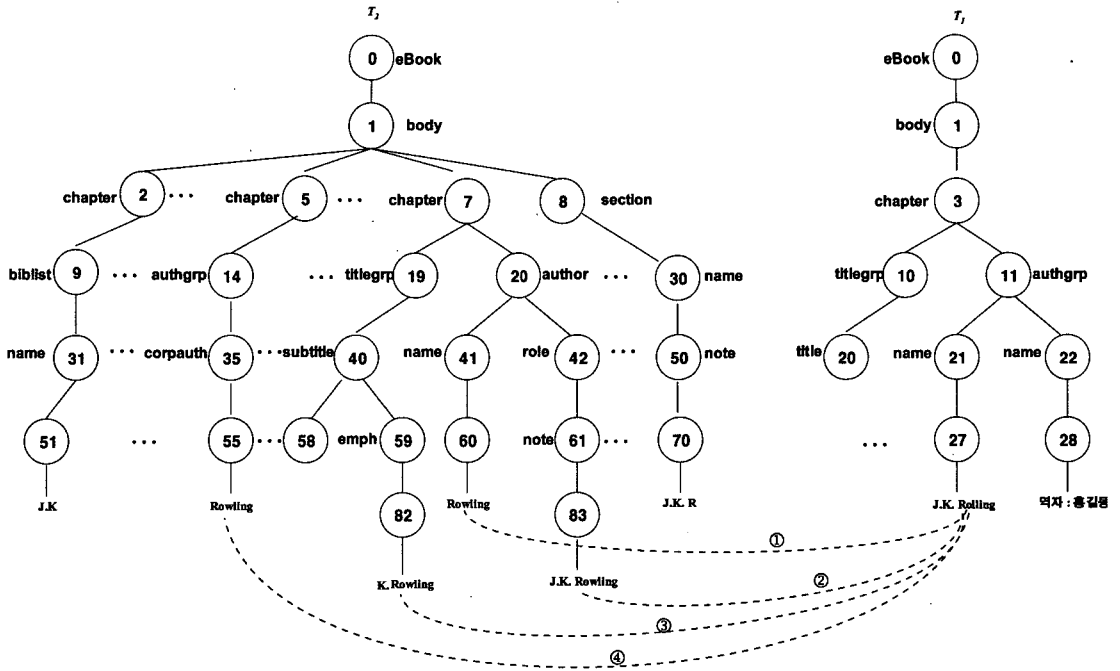 T₂ T₁
0 eBook eBook 0
1 body body 1
chapter 2 ... chapter 5 ... chapter 7 8 section chapter 3
biblist 9 ... authgrp 14 ... titlegrp 19 20 author ... 30 name titlegrp 10 11 authgrp
name 31 ... corpauth 35 ... subtitle 40 name 41 role 42 ... 50 note title 20 name 21 name 22
51 ... 55 ... 58 emph 59 60 note 61 ... 70 ... 27 28
J.K Rowling 82 Rowling 83 J.K. R J.K. Rolling 역자 : 홍길동
①
K. Rowling J.K. Rowling ②
③
④